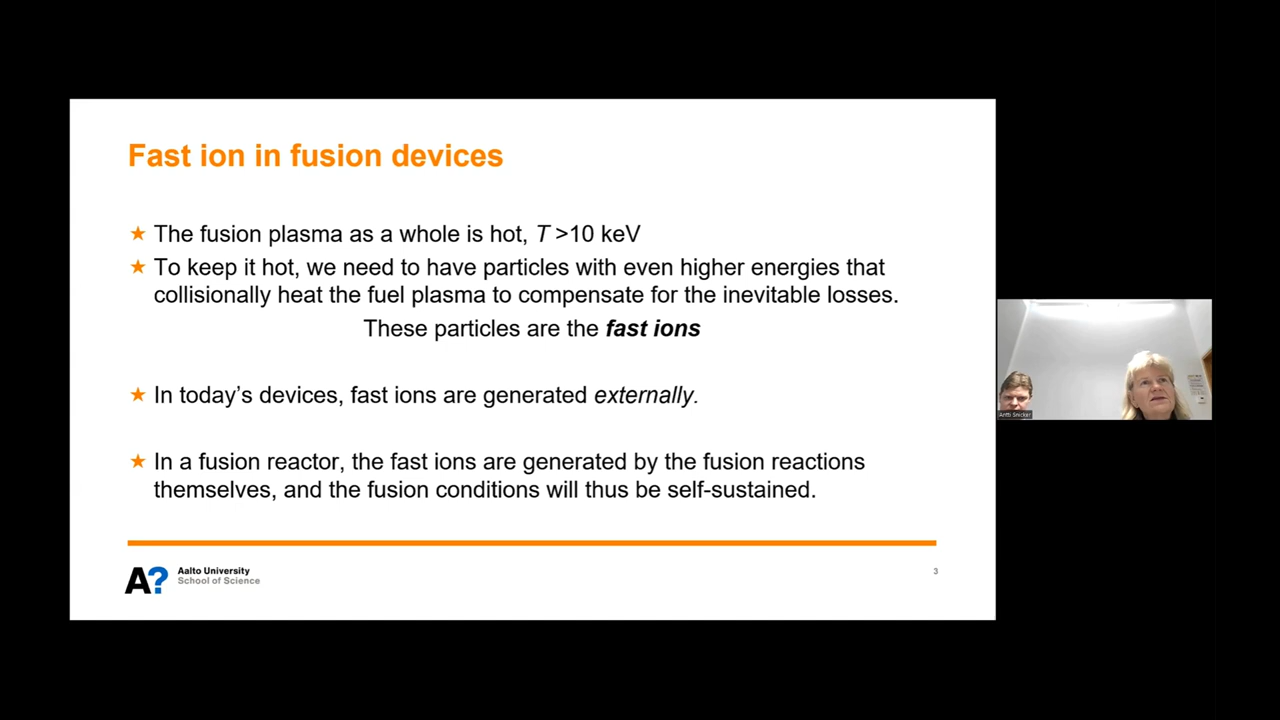 Fast ion in fusion devices
★ The fusion plasma as a whole is hot, T >10 keV
★ To keep it hot, we need to have particles with even higher energies that
collisionally heat the fuel plasma to compensate for the inevitable losses.
These particles are the fast ions
★ In today's devices, fast ions are generated externally.
★ In a fusion reactor, the fast ions are generated by the fusion reactions
themselves, and the fusion conditions will thus be self-sustained.
A?
Aalto University
School of Science
3
Antti Snicker